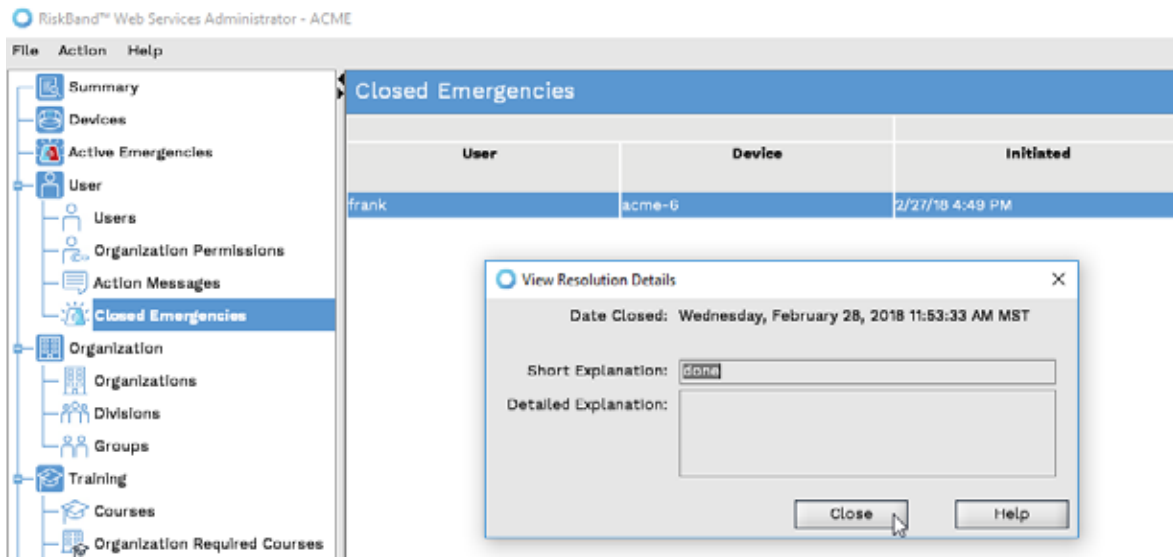 RiskBand™ Web Services Administrator - ACME
File Action Help
Summary
Devices
Active Emergencies
User
Users
Organization Permissions
Action Messages
Closed Emergencies
Organization
Organizations
Divisions
Groups
Training
Courses
Organization Required Courses
Closed Emergencies
User Device Initiated
frank acme-6 2/27/18 4:49 PM
View Resolution Details
Date Closed: Wednesday, February 28, 2018 11:53:33 AM MST
Short Explanation: done
Detailed Explanation:
Close Help